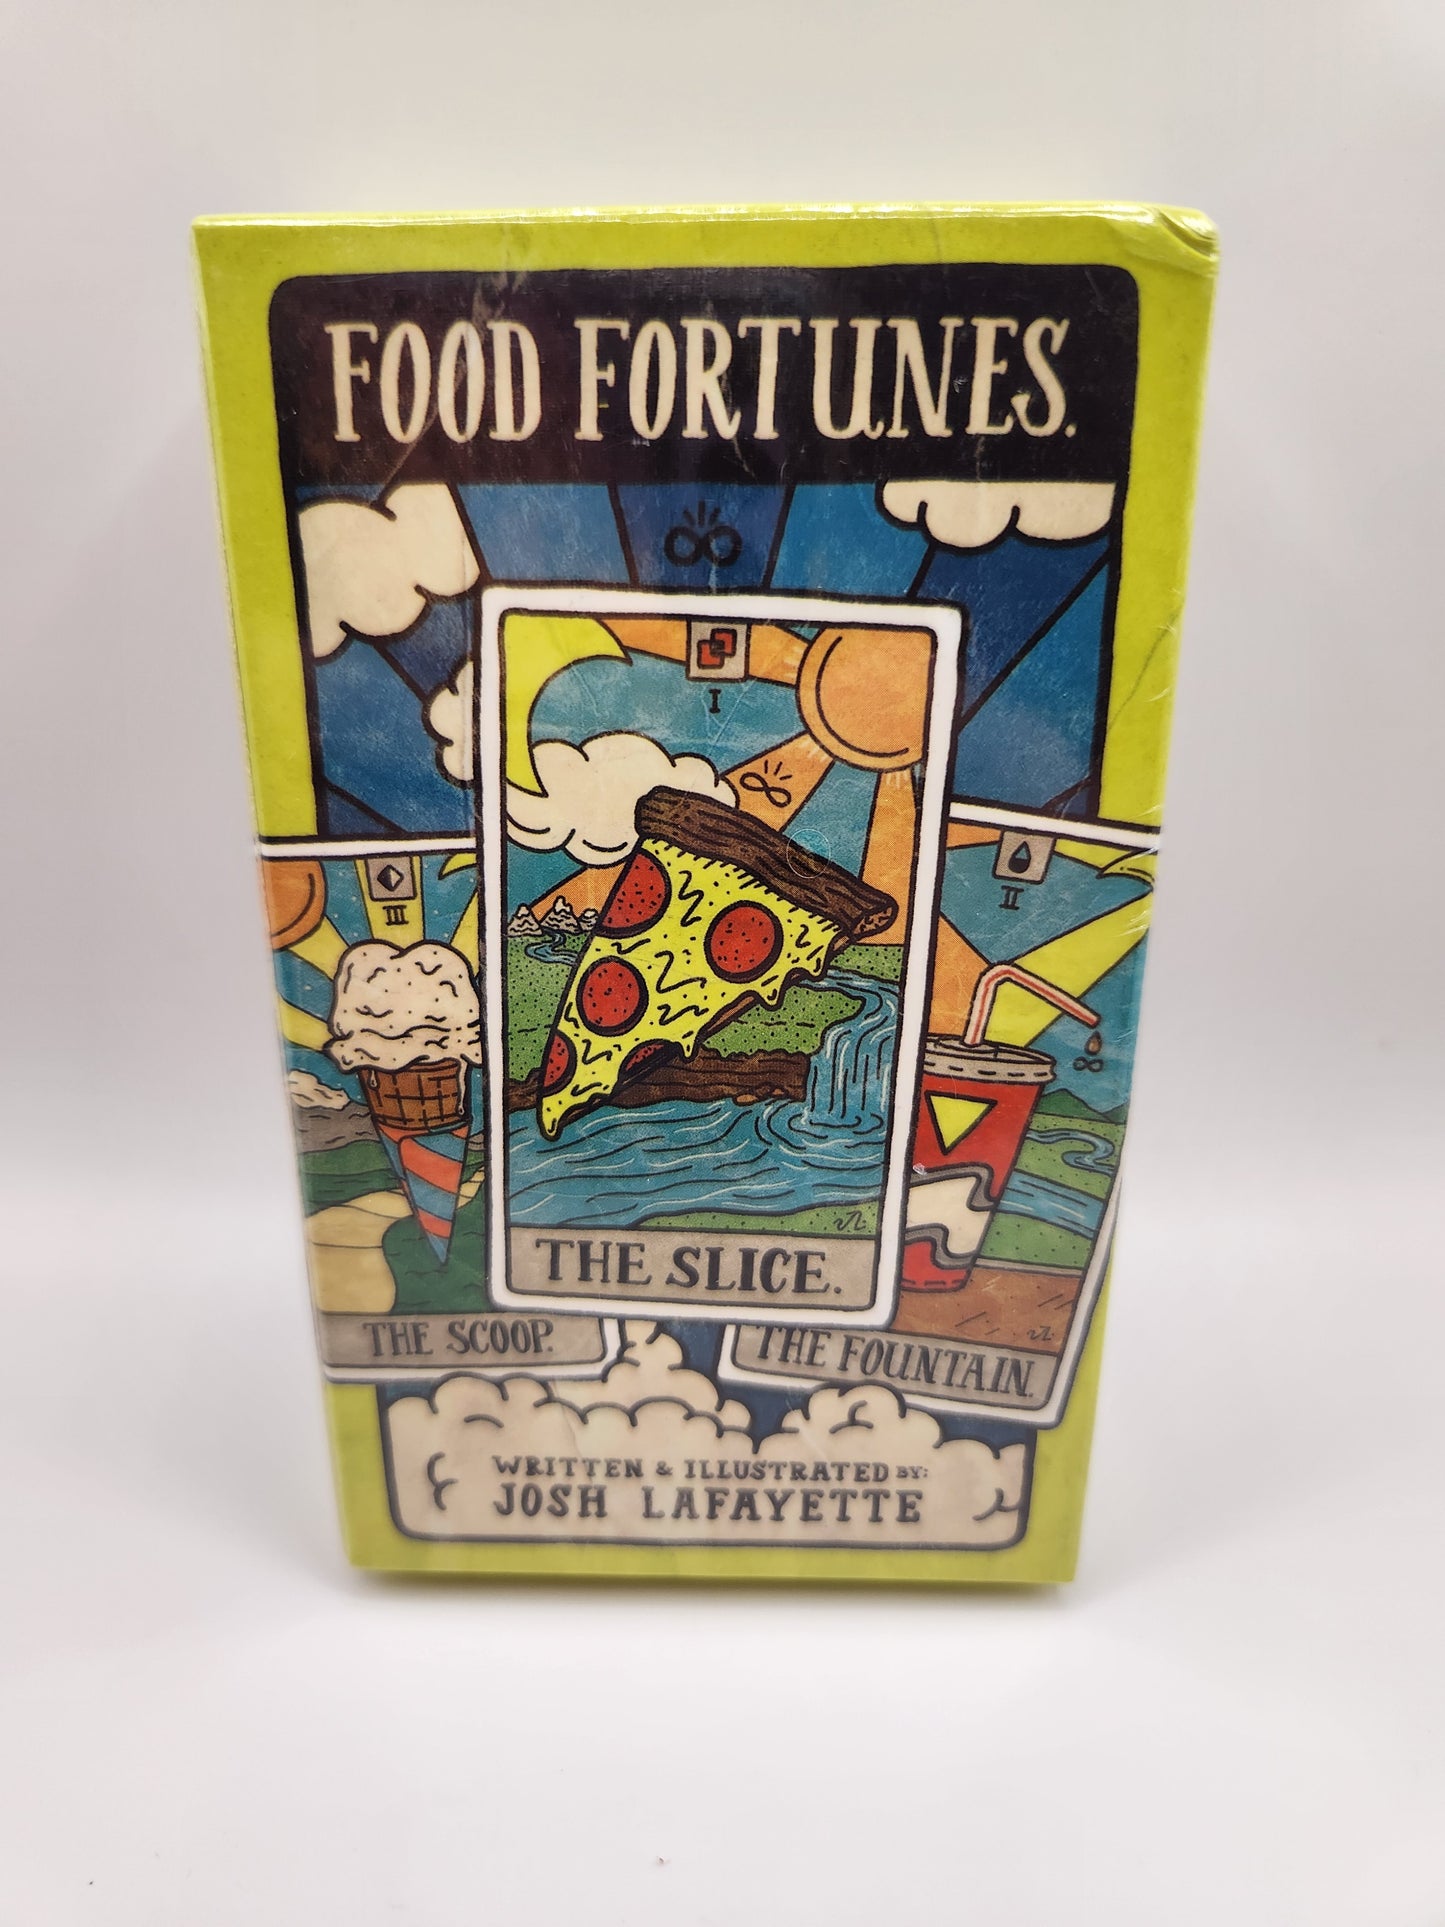 FOOD FORTUNES.
I
III
II
THE SLICE.
THE SCOOP.
THE FOUNTAIN.
WRITTEN & ILLUSTRATED BY:
JOSH LAFAYETTE